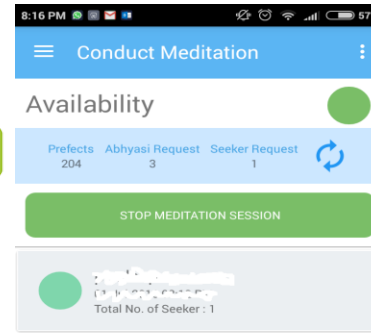 8:16 PM 57
Conduct Meditation
Availability
Prefects Abhyasi Request Seeker Request
204 3 1
STOP MEDITATION SESSION
Total No. of Seeker : 1